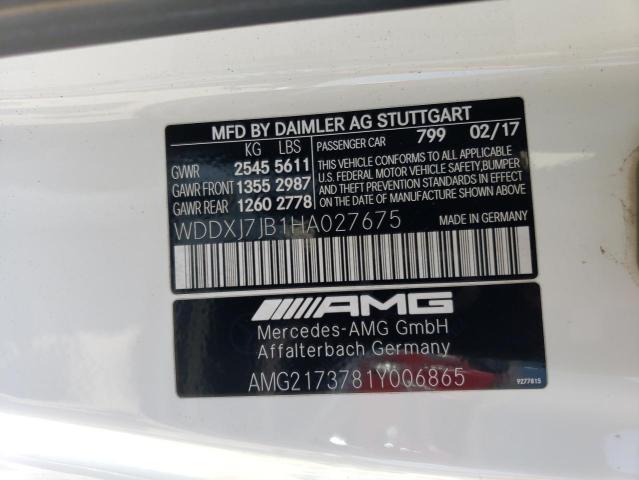 MFD BY DAIMLER AG STUTTGART
KG LBS
GVWR 2545 5611
GAWR FRONT 1355 2987
GAWR REAR 1260 2778
PASSENGER CAR 799 02/17
THIS VEHICLE CONFORMS TO ALL APPLICABLE
U.S. FEDERAL MOTOR VEHICLE SAFETY, BUMPER
AND THEFT PREVENTION STANDARDS IN EFFECT
ON THE DATE OF MANUFACTURE SHOWN ABOVE.
WDDXJ7JB1HA027675
MADE IN GERMANY
AMG
Mercedes-AMG GmbH
Affalterbach Germany
AMG2173781Y006865
9277815